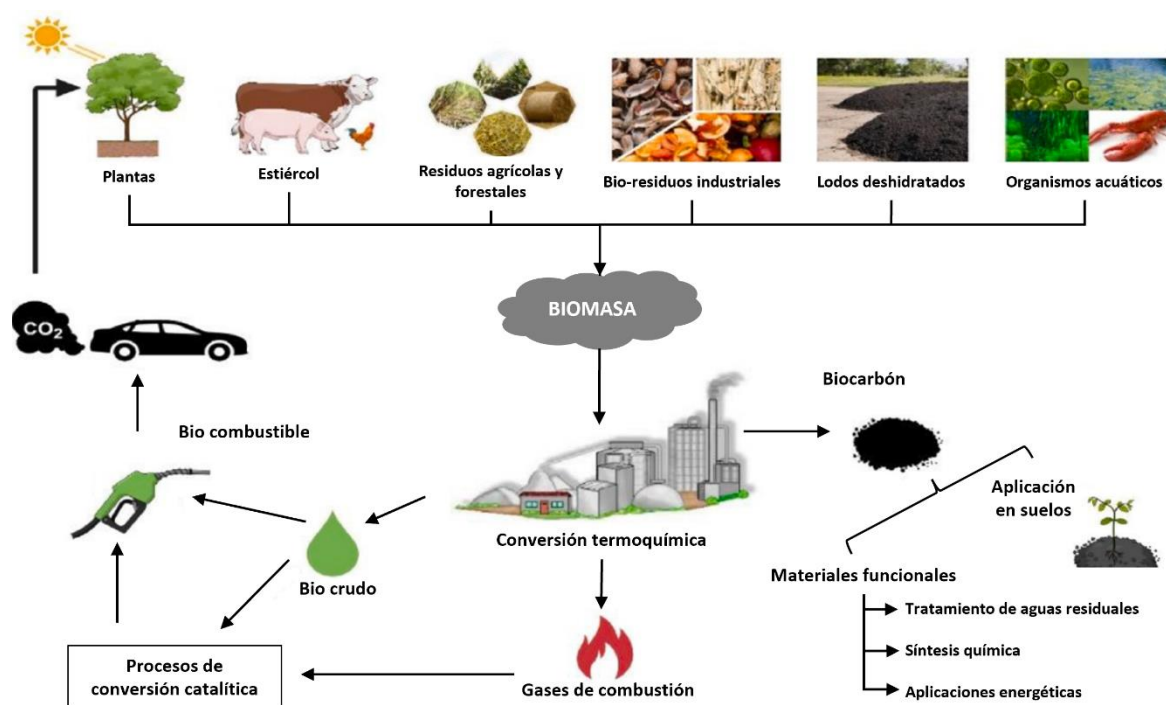 Plantas
Estiércol
Residuos agrícolas y
forestales
Bio-residuos industriales
Lodos deshidratados
Organismos acuáticos
BIOMASA
CO₂
Biocarbón
Bio combustible
Aplicación
en suelos
Conversión termoquímica
Materiales funcionales
Bio crudo
Tratamiento de aguas residuales
Síntesis química
Procesos de
conversión catalítica
Gases de combustión
Aplicaciones energéticas